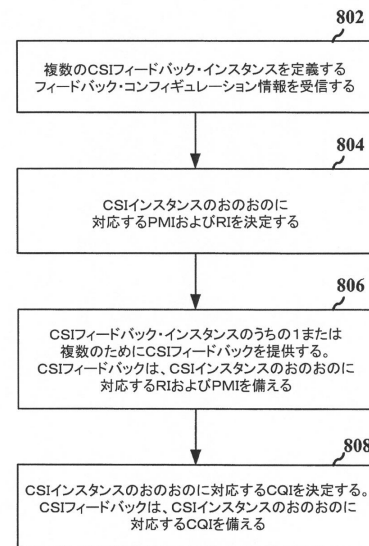 802
複数のCSIフィードバック・インスタンスを定義する
フィードバック・コンフィギュレーション情報を受信する
804
CSIインスタンスのおのおのに
対応するPMIおよびRIを決定する
806
CSIフィードバック・インスタンスのうちの1または
複数のためにCSIフィードバックを提供する。
CSIフィードバックは、CSIインスタンスのおのおのに
対応するRIおよびPMIを備える
808
CSIインスタンスのおのおのに対応するCQIを決定する。
CSIフィードバックは、CSIインスタンスのおのおのに
対応するCQIを備える